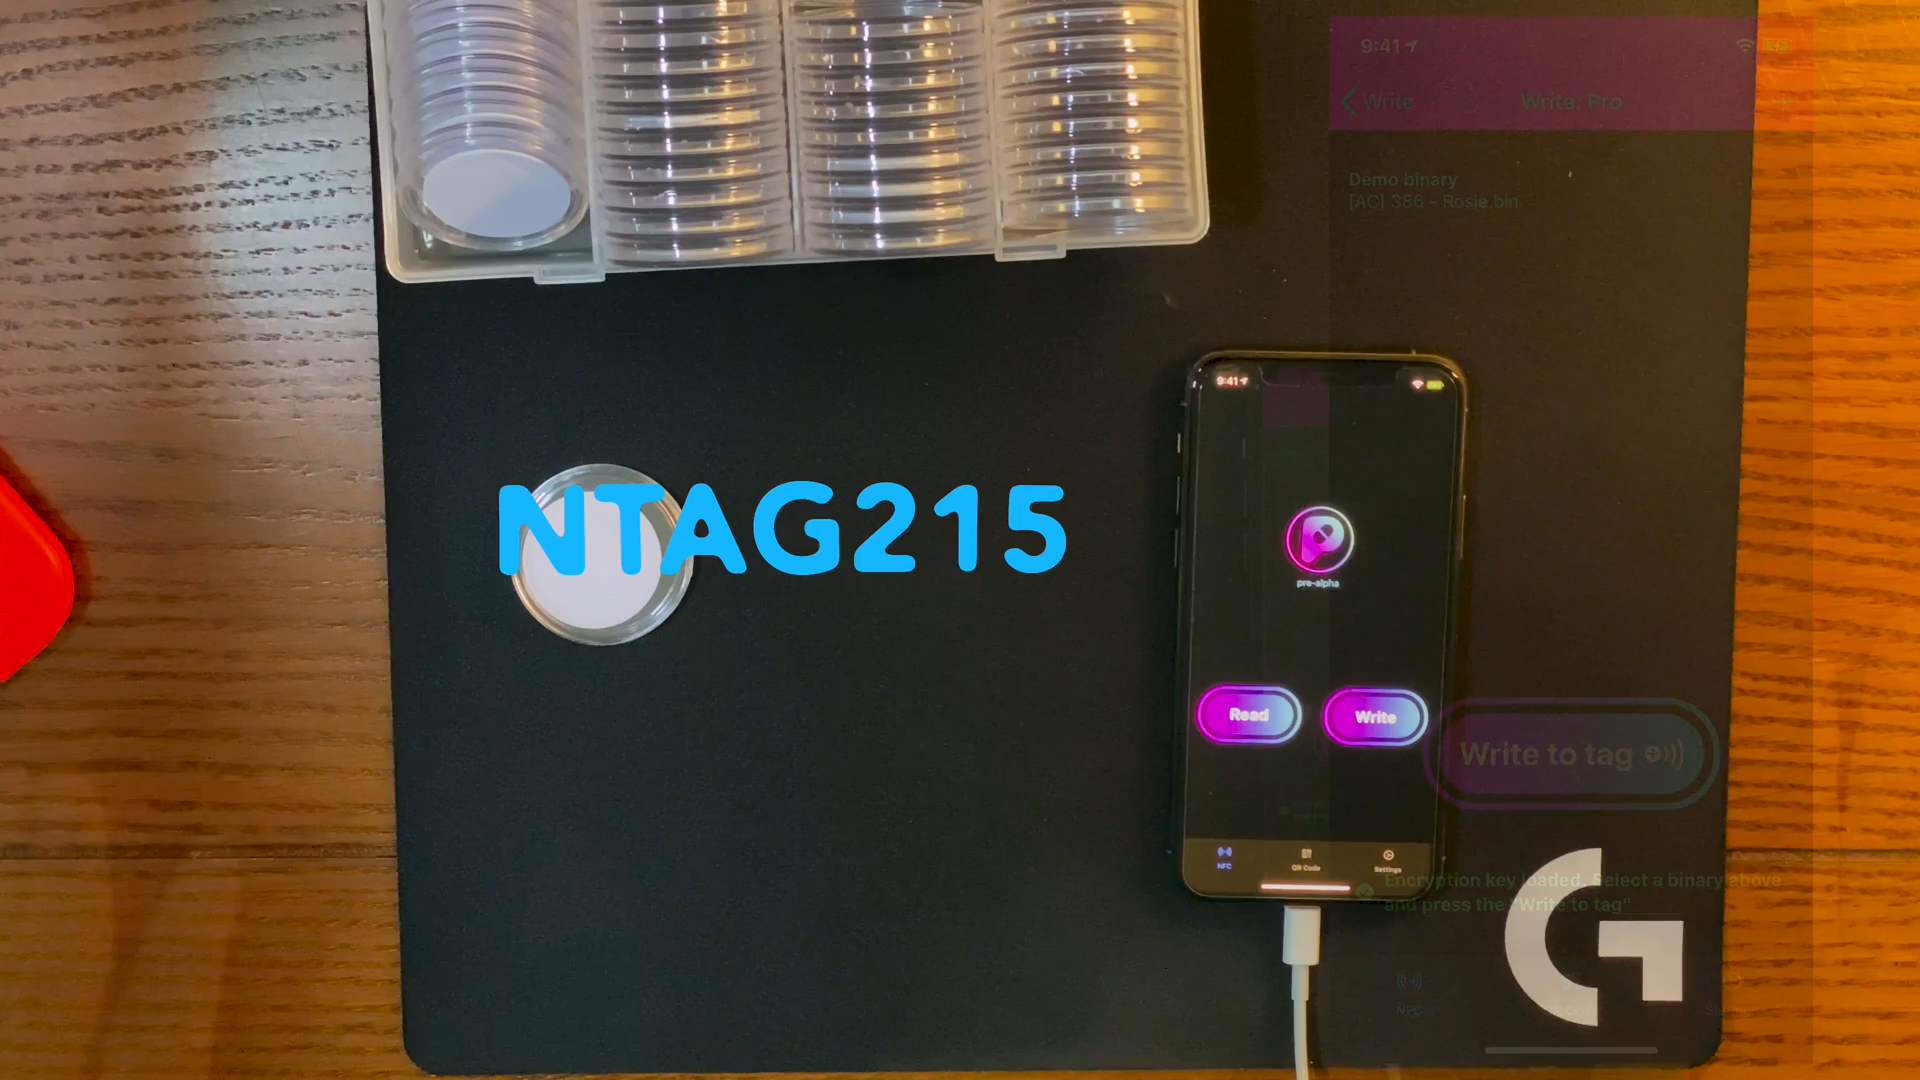 9:41
Write
Write: Pro
Demo binary
[AC] 386 - Rosie.bin
9:41
NTAG215
pre-alpha
Read
Write
Write to tag
NFC
QR Code
Settings
Encryption key loaded. Select a binary above
and press the "Write to tag"
NFC
G